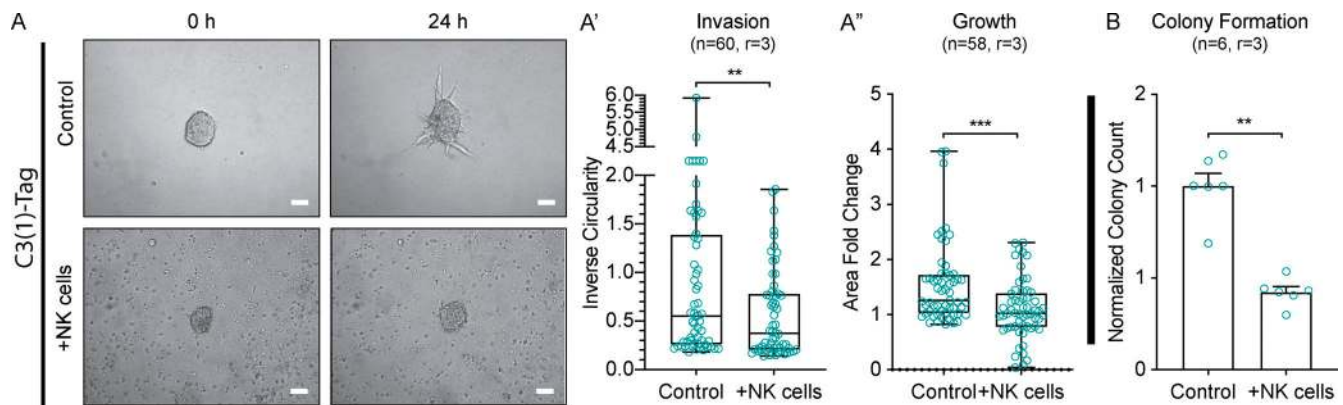 A
0 h
24 h
C3(1)-Tag
Control
+NK cells
A'
Invasion
(n=60, r=3)
**
Inverse Circularity
6.0
5.5
5.0
4.5
2.0
1.5
1.0
0.5
0.0
Control
+NK cells
A"
Growth
(n=58, r=3)
***
Area Fold Change
5
4
3
2
1
0
Control
+NK cells
B
Colony Formation
(n=6, r=3)
**
Normalized Colony Count
2
1
1
0
Control
+NK cells